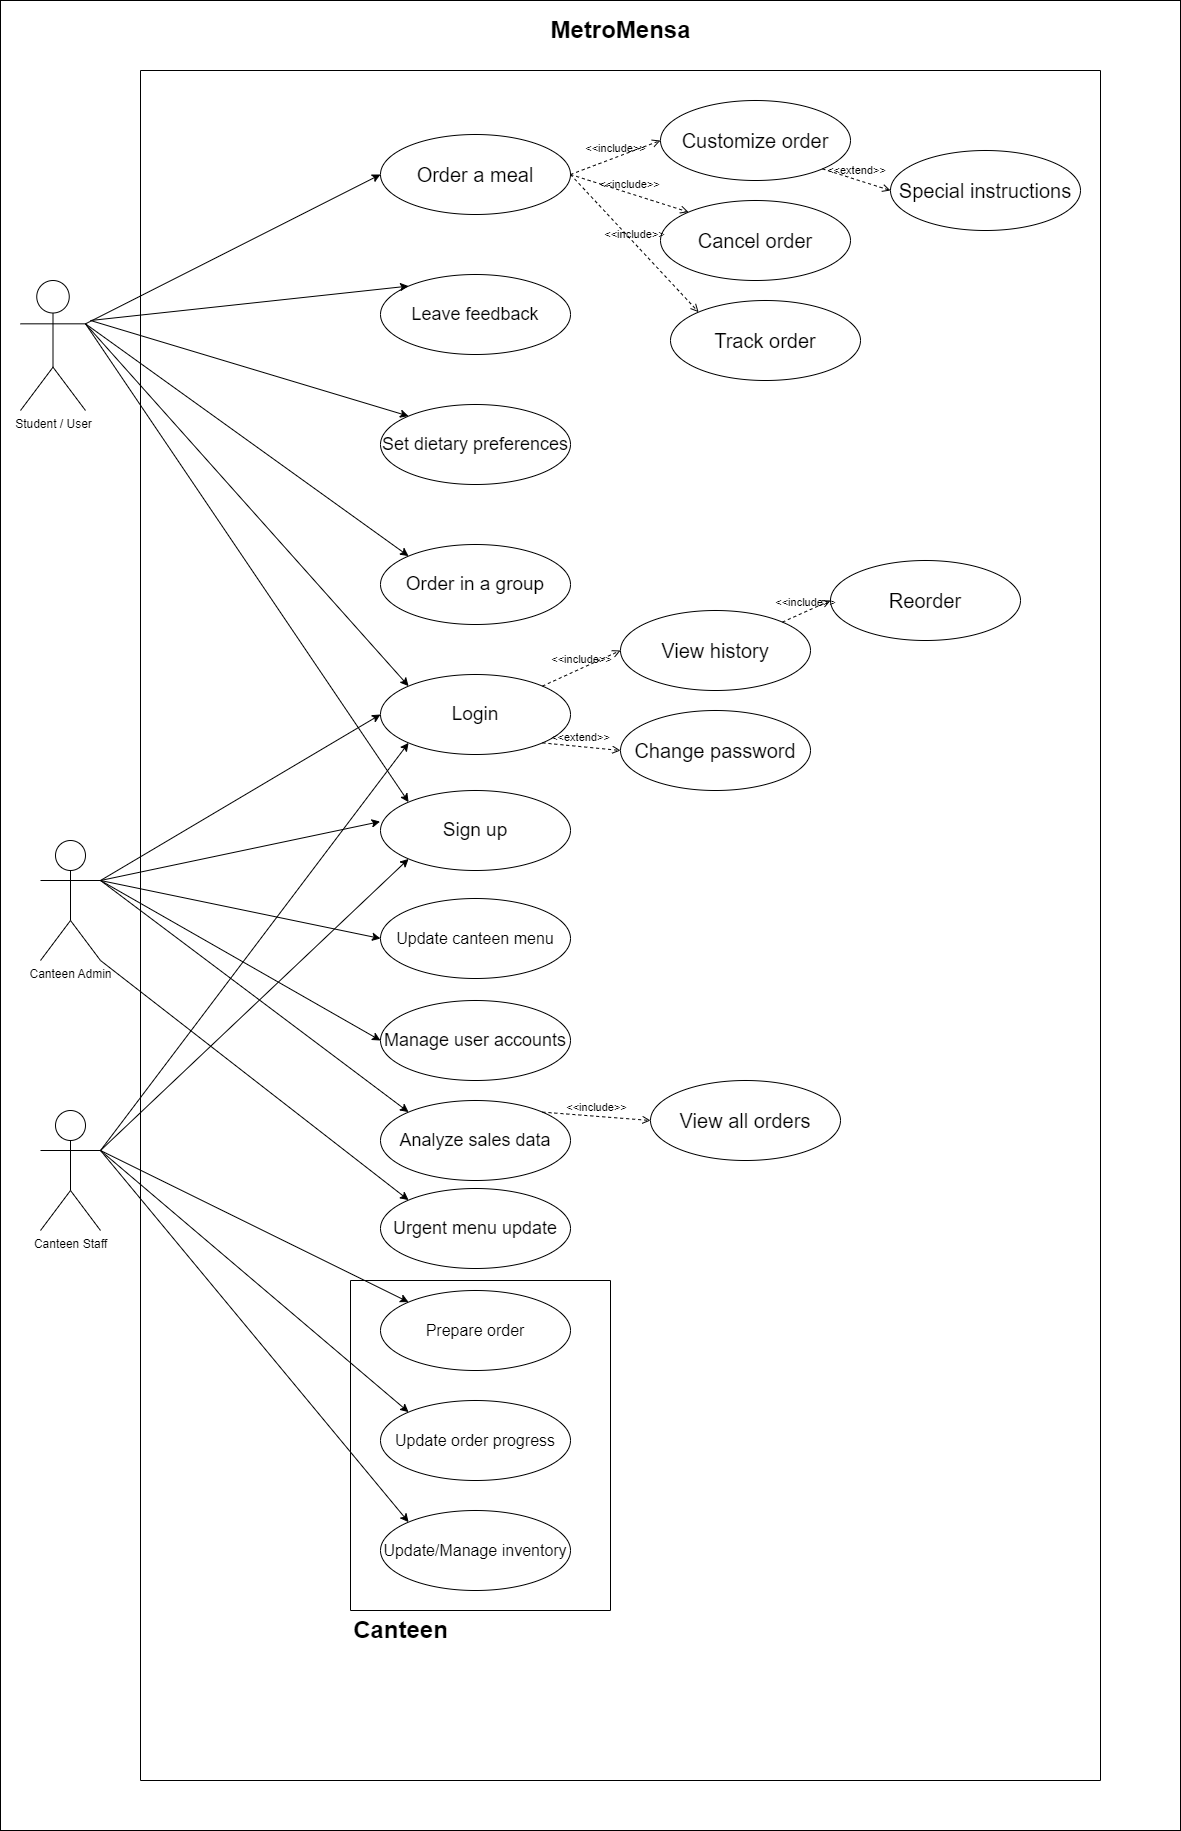 MetroMensa
Customize order
<<include>>
Order a meal
<<extend>>
Special instructions
<<include>>
<<include>>
Cancel order
Leave feedback
Track order
Student / User
Set dietary preferences
Order in a group
Reorder
<<include>>
View history
<<include>>
Login
<<extend>>
Change password
Sign up
Update canteen menu
Canteen Admin
Manage user accounts
<<include>>
View all orders
Analyze sales data
Urgent menu update
Canteen Staff
Prepare order
Update order progress
Update/Manage inventory
Canteen